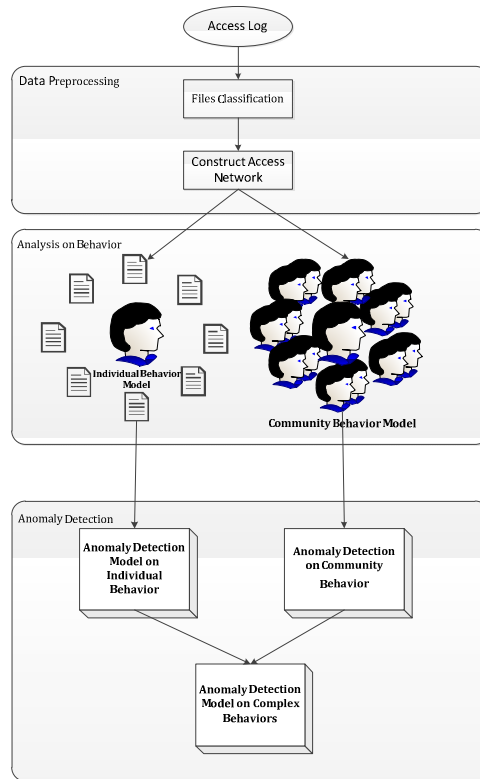 Access Log
Data Preprocessing
Files Classification
Construct Access
Network
Analysis on Behavior
Individual Behavior
Model
Community Behavior Model
Anomaly Detection
Anomaly Detection
Model on
Individual
Behavior
Anomaly Detection
on Community
Behavior
Anomaly Detection
Model on Complex
Behaviors